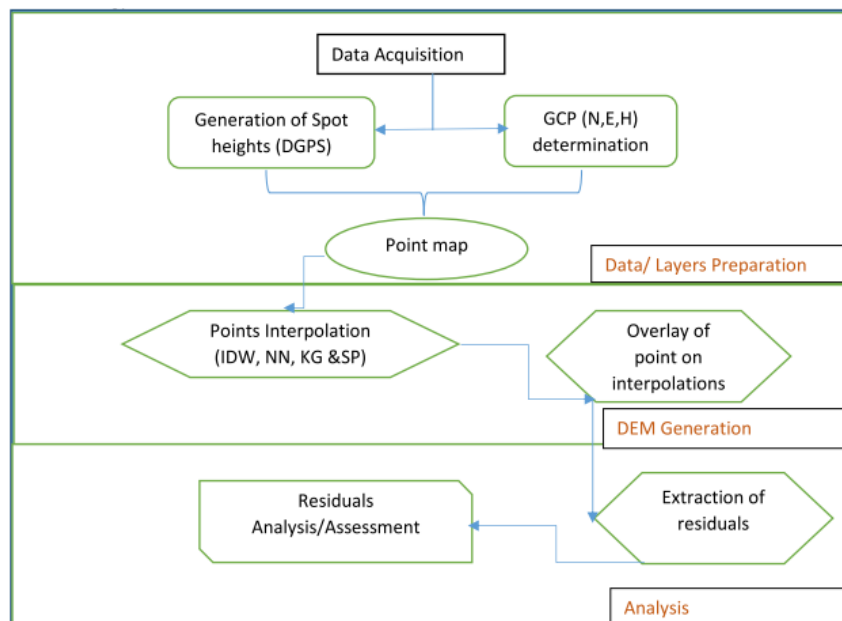 Data Acquisition
Generation of Spot
heights (DGPS)
GCP (N,E,H)
determination
Point map
Data/ Layers Preparation
Points Interpolation
(IDW, NN, KG &SP)
Overlay of
point on
interpolations
DEM Generation
Residuals
Analysis/Assessment
Extraction of
residuals
Analysis